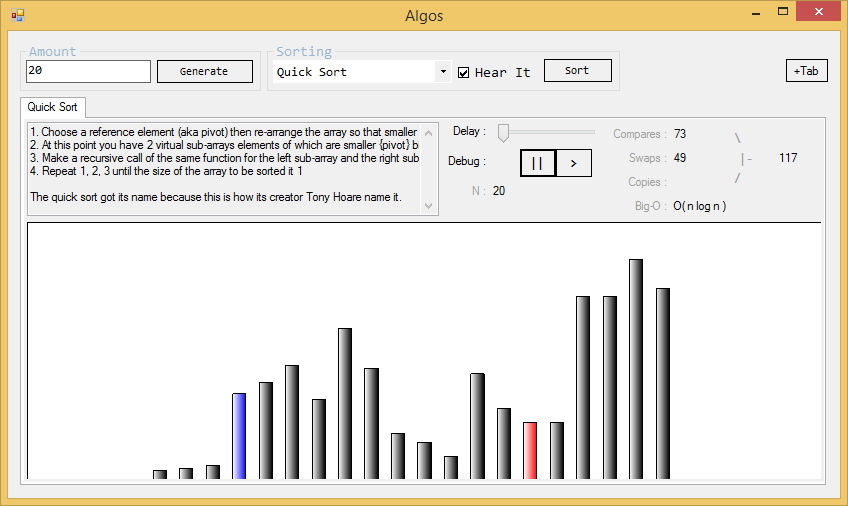 Algos
Amount
20
Generate
Sorting
Quick Sort
Hear It
Sort
+Tab
Quick Sort
1. Choose a reference element (aka pivot) then re-arrange the array so that smaller
2. At this point you have 2 virtual sub-arrays elements of which are smaller {pivot} b
3. Make a recursive call of the same function for the left sub-array and the right sub
4. Repeat 1, 2, 3 until the size of the array to be sorted it 1
The quick sort got its name because this is how its creator Tony Hoare name it.
Delay :
Debug :
||
>
N : 20
Compares : 73
Swaps : 49
Copies :
Big-O : O( n log n )
\
|- 117
/